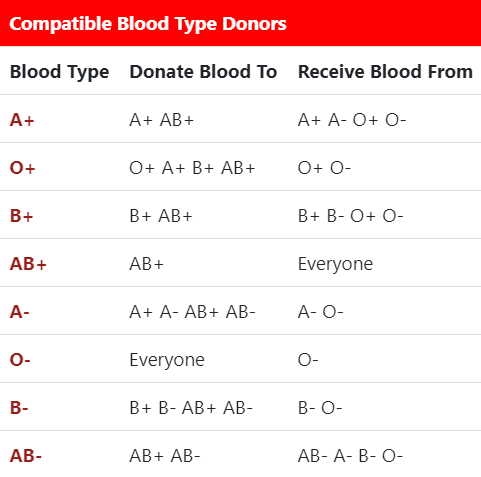 Compatible Blood Type Donors
Blood Type Donate Blood To Receive Blood From
A+ A+ AB+ A+ A- O+ O-
O+ O+ A+ B+ AB+ O+ O-
B+ B+ AB+ B+ B- O+ O-
AB+ AB+ Everyone
A- A+ A- AB+ AB- A- O-
O- Everyone O-
B- B+ B- AB+ AB- B- O-
AB- AB+ AB- AB- A- B- O-